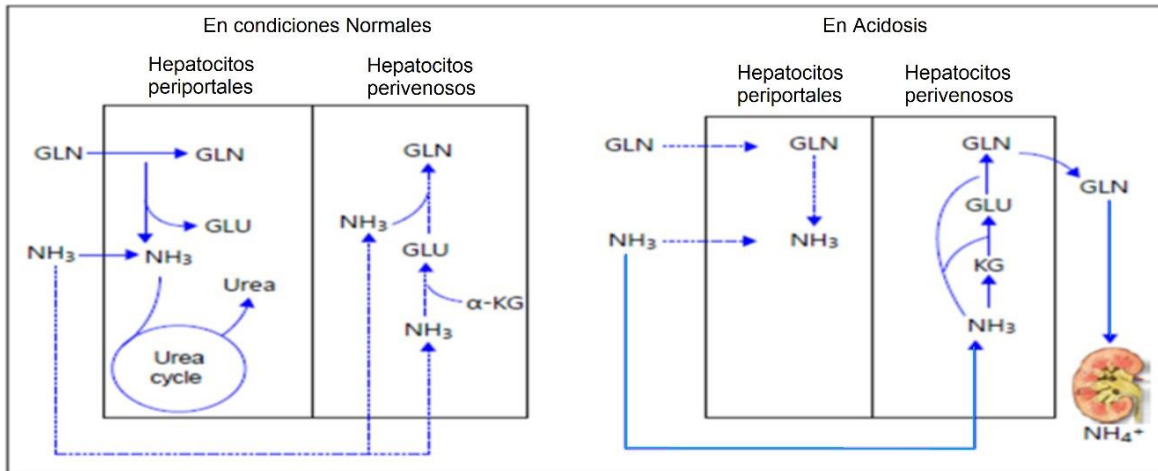 En condiciones Normales
Hepatocitos
periportales
Hepatocitos
perivenosos
GLN
GLN
GLU
NH₃
NH₃
Urea
Urea
cycle
GLN
NH₃
GLU
α-KG
NH₃
En Acidosis
Hepatocitos
periportales
Hepatocitos
perivenosos
GLN
GLN
NH₃
NH₃
GLN
GLU
KG
NH₃
GLN
NH₄⁺